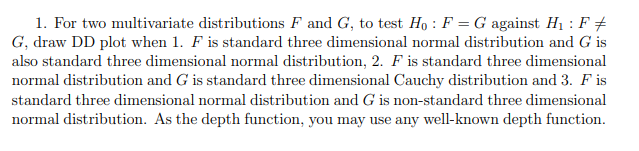 1. For two multivariate distributions F and G, to test H₀ : F = G against H₁ : F ≠
G, draw DD plot when 1. F is standard three dimensional normal distribution and G is
also standard three dimensional normal distribution, 2. F is standard three dimensional
normal distribution and G is standard three dimensional Cauchy distribution and 3. F is
standard three dimensional normal distribution and G is non-standard three dimensional
normal distribution. As the depth function, you may use any well-known depth function.